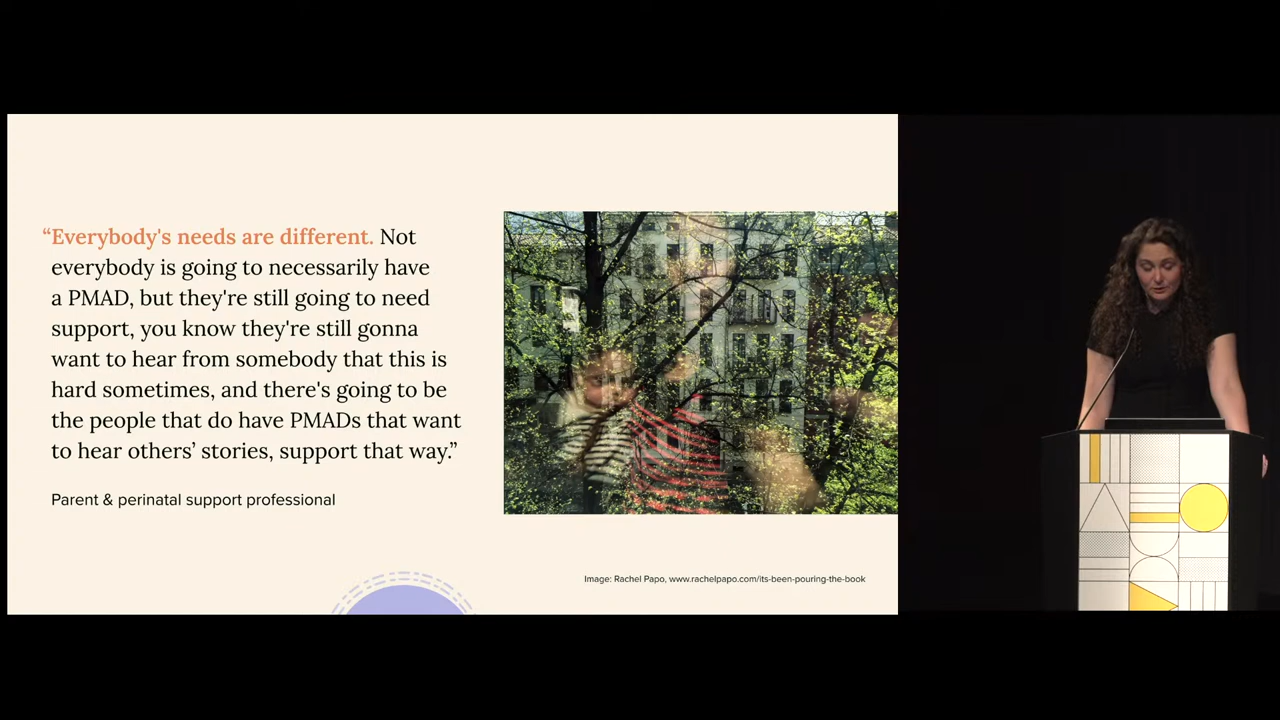 “Everybody's needs are different. Not
everybody is going to necessarily have
a PMAD, but they're still going to need
support, you know they're still gonna
want to hear from somebody that this is
hard sometimes, and there's going to be
the people that do have PMADs that want
to hear others’ stories, support that way.”
Parent & perinatal support professional
Image: Rachel Papo, www.rachelpapo.com/its-been-pouring-the-book